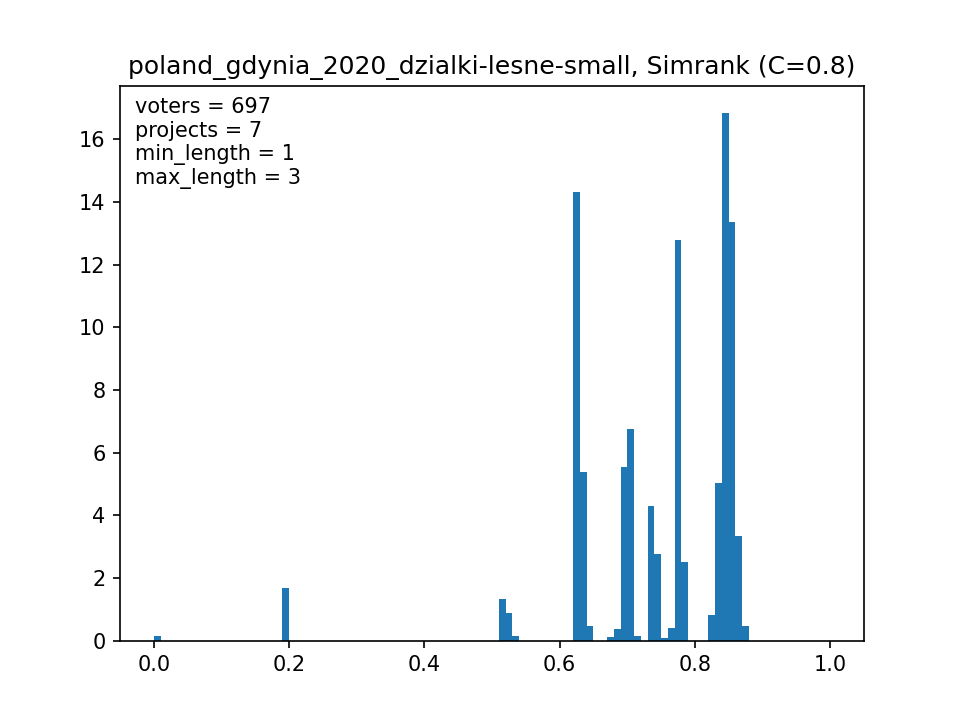 poland_gdynia_2020_dzialki-lesne-small, Simrank (C=0.8)
voters = 697
projects = 7
min_length = 1
max_length = 3
16
14
12
10
8
6
4
2
0
0.0 0.2 0.4 0.6 0.8 1.0